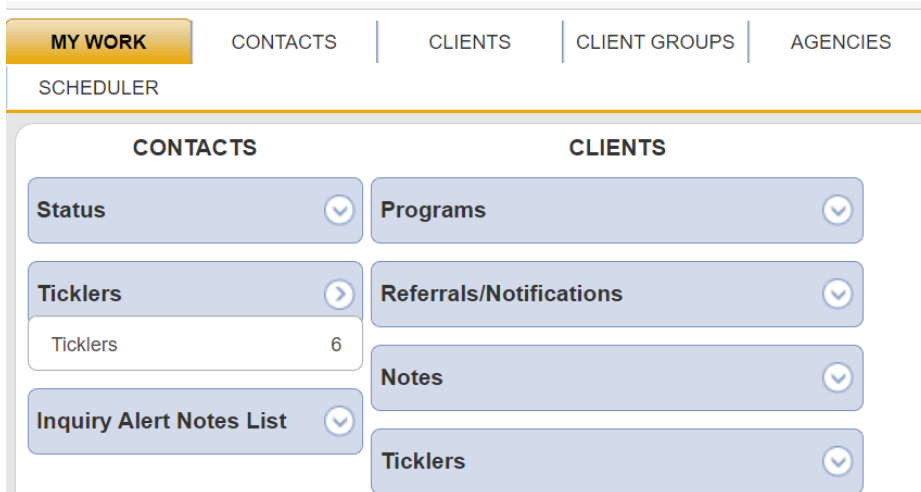 MY WORK CONTACTS CLIENTS CLIENT GROUPS AGENCIES
SCHEDULER
CONTACTS
Status
Ticklers
Ticklers 6
Inquiry Alert Notes List
CLIENTS
Programs
Referrals/Notifications
Notes
Ticklers